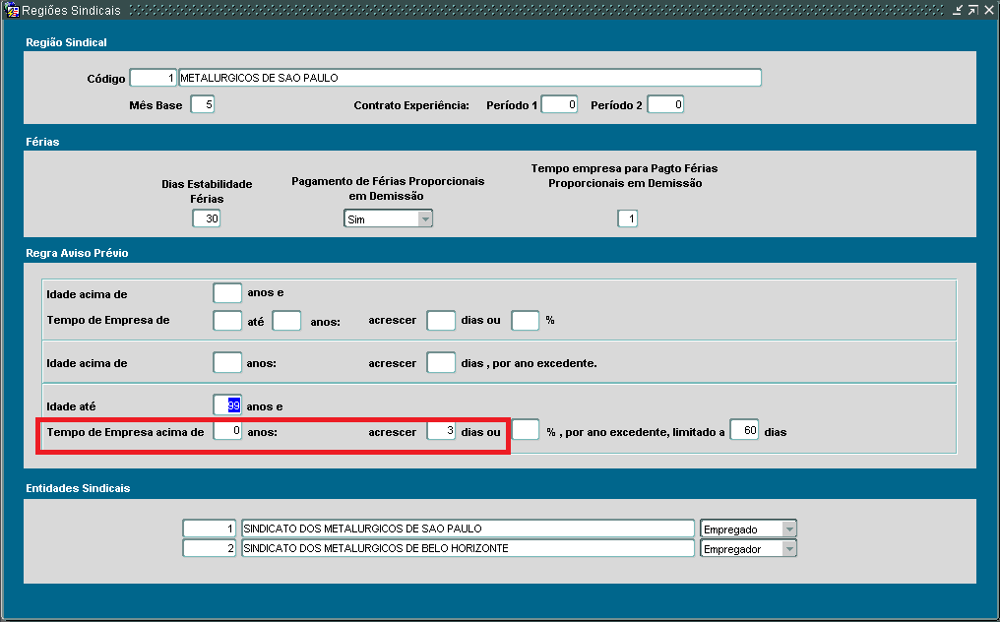 Regiões Sindicais
Região Sindical
Código 1 METALURGICOS DE SAO PAULO
Mês Base 5 Contrato Experiência: Período 1 0 Período 2 0
Férias
Dias Estabilidade Férias 30
Pagamento de Férias Proporcionais em Demissão Sim
Tempo empresa para Pagto Férias Proporcionais em Demissão 1
Regra Aviso Prévio
Idade acima de anos e
Tempo de Empresa de até anos: acrescer dias ou %
Idade acima de anos: acrescer dias , por ano excedente.
Idade até 99 anos e
Tempo de Empresa acima de 0 anos: acrescer 3 dias ou % , por ano excedente, limitado a 60 dias
Entidades Sindicais
1 SINDICATO DOS METALURGICOS DE SAO PAULO Empregado
2 SINDICATO DOS METALURGICOS DE BELO HORIZONTE Empregador